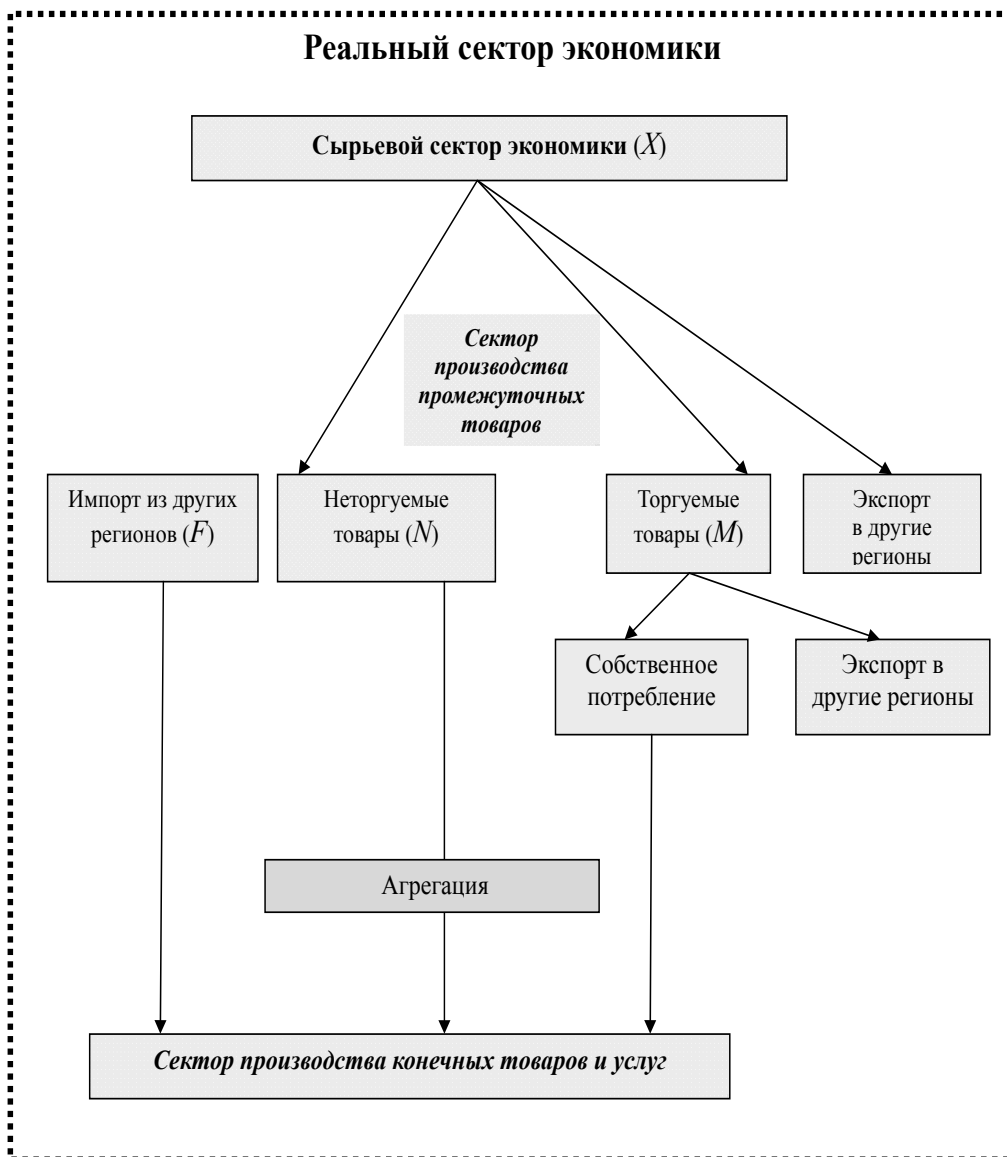 Реальный сектор экономики
Сырьевой сектор экономики (X)
Сектор
производства
промежуточных
товаров
Импорт из других
регионов (F)
Неторгуемые
товары (N)
Торгуемые
товары (M)
Экспорт
в другие
регионы
Собственное
потребление
Экспорт в
другие регионы
Агрегация
Сектор производства конечных товаров и услуг